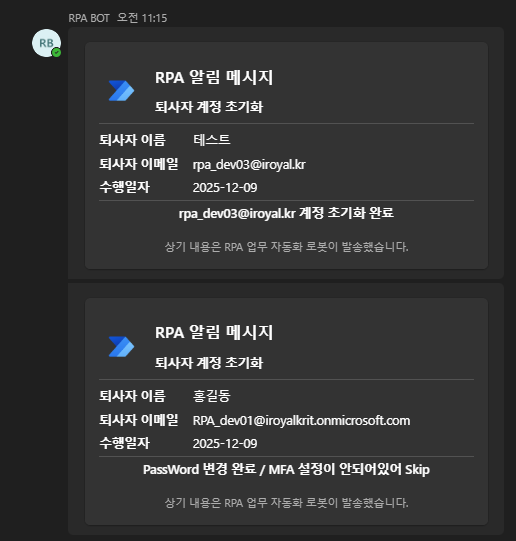 RPA BOT 오전 11:15
RB
RPA 알림 메시지
퇴사자 계정 초기화
퇴사자 이름 테스트
퇴사자 이메일 rpa_dev03@iroyal.kr
수행일자 2025-12-09
rpa_dev03@iroyal.kr 계정 초기화 완료
상기 내용은 RPA 업무 자동화 로봇이 발송했습니다.
RPA 알림 메시지
퇴사자 계정 초기화
퇴사자 이름 홍길동
퇴사자 이메일 RPA_dev01@iroyalkrit.onmicrosoft.com
수행일자 2025-12-09
PassWord 변경 완료 / MFA 설정이 안되어있어 Skip
상기 내용은 RPA 업무 자동화 로봇이 발송했습니다.